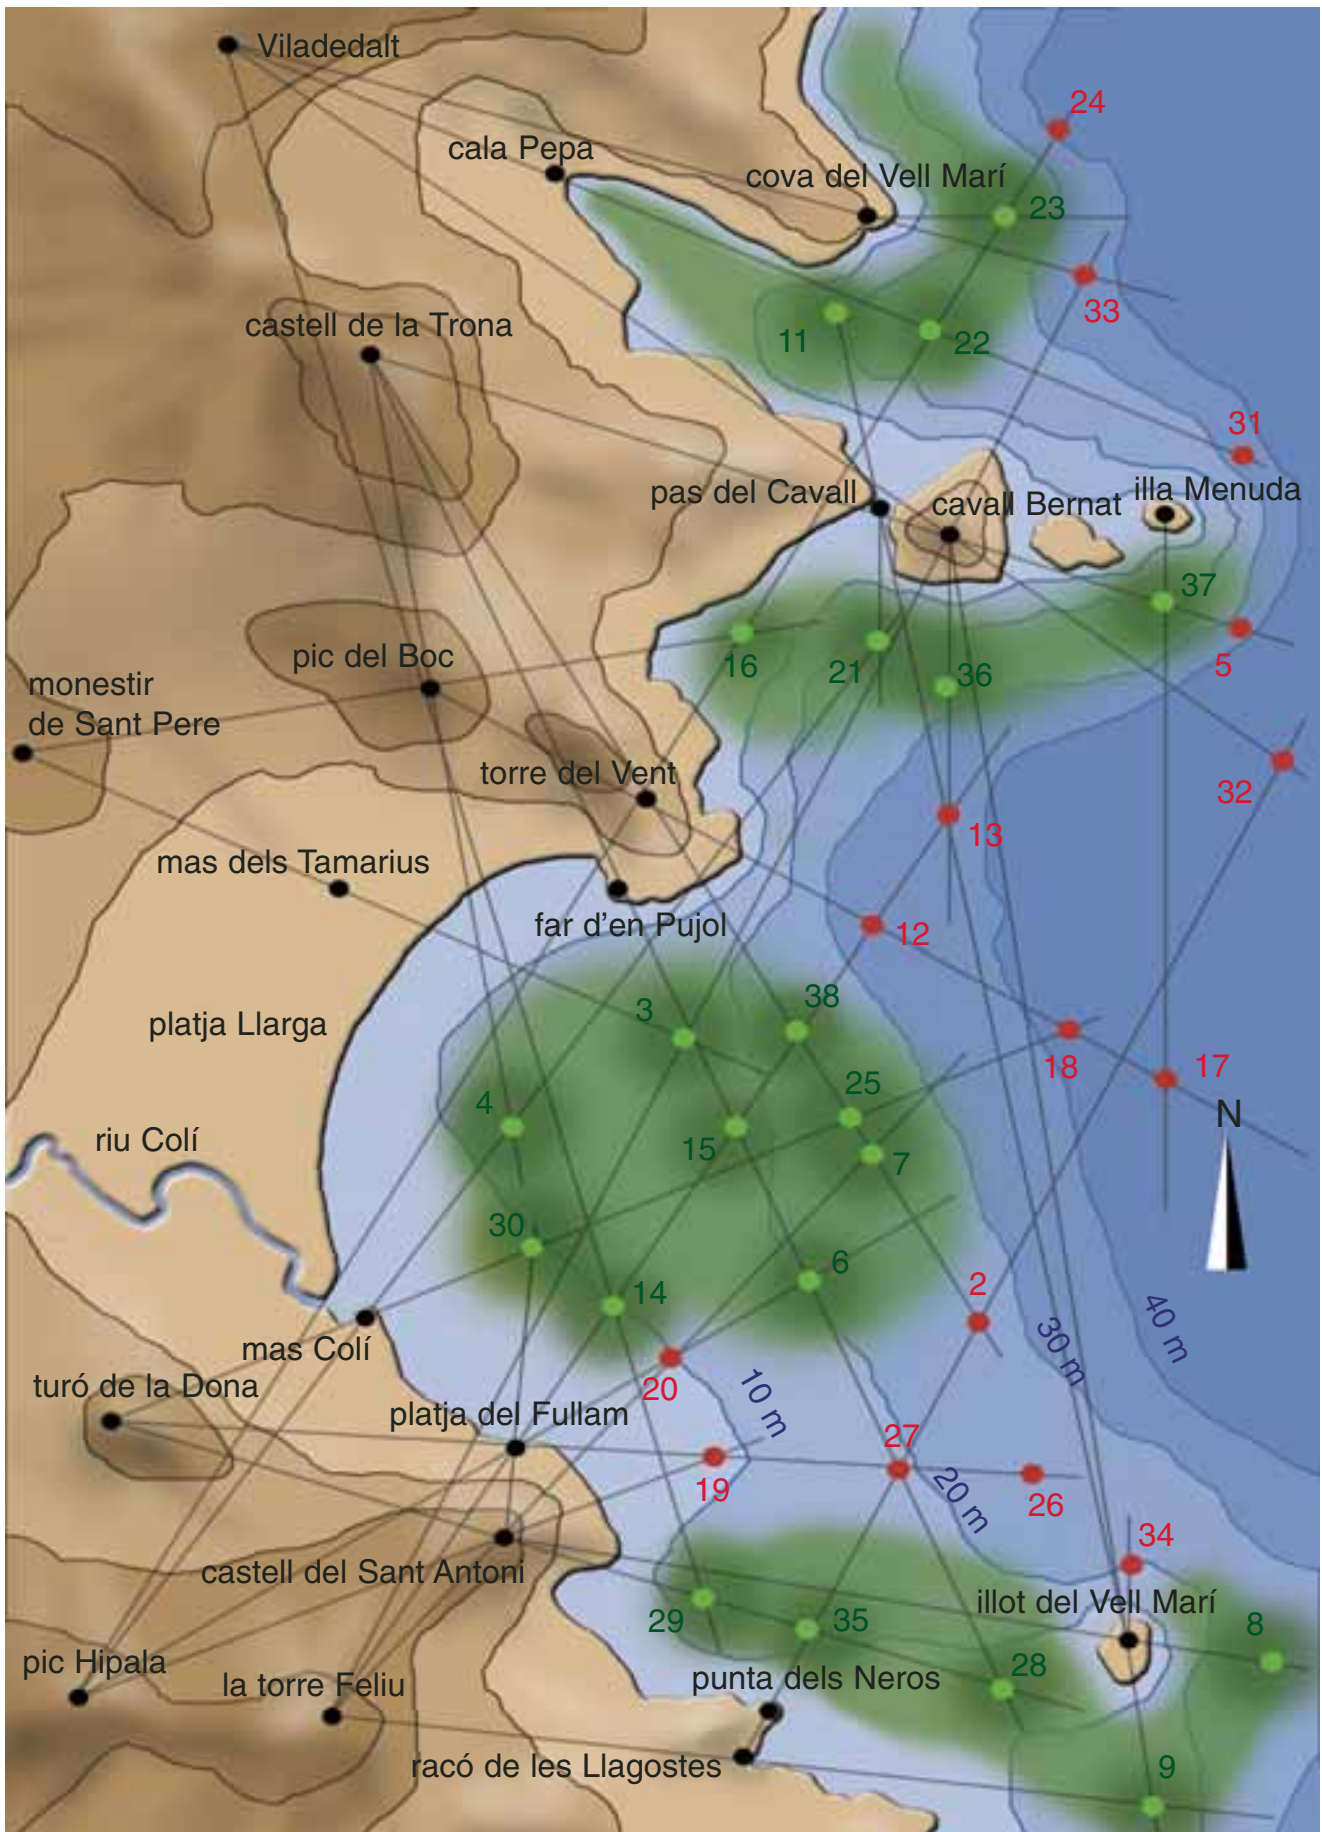 Viladedalt
24
cala Pepa
cova del Vell Marí
23
33
castell de la Trona
11
22
31
pas del Cavall
cavall Bernat
illa Menuda
37
16
21
36
5
pic del Boc
monestir
de Sant Pere
torre del Vent
32
13
mas dels Tamarius
far d'en Pujol
12
platja Llarga
3
38
18
17
25
4
N
riu Colí
15
7
30
6
14
2
40 m
30 m
mas Colí
turó de la Dona
20
10 m
platja del Fullam
27
19
20 m
26
34
castell del Sant Antoni
illot del Vell Marí
29
35
8
28
pic Hipala
la torre Feliu
punta dels Neros
racó de les Llagostes
9